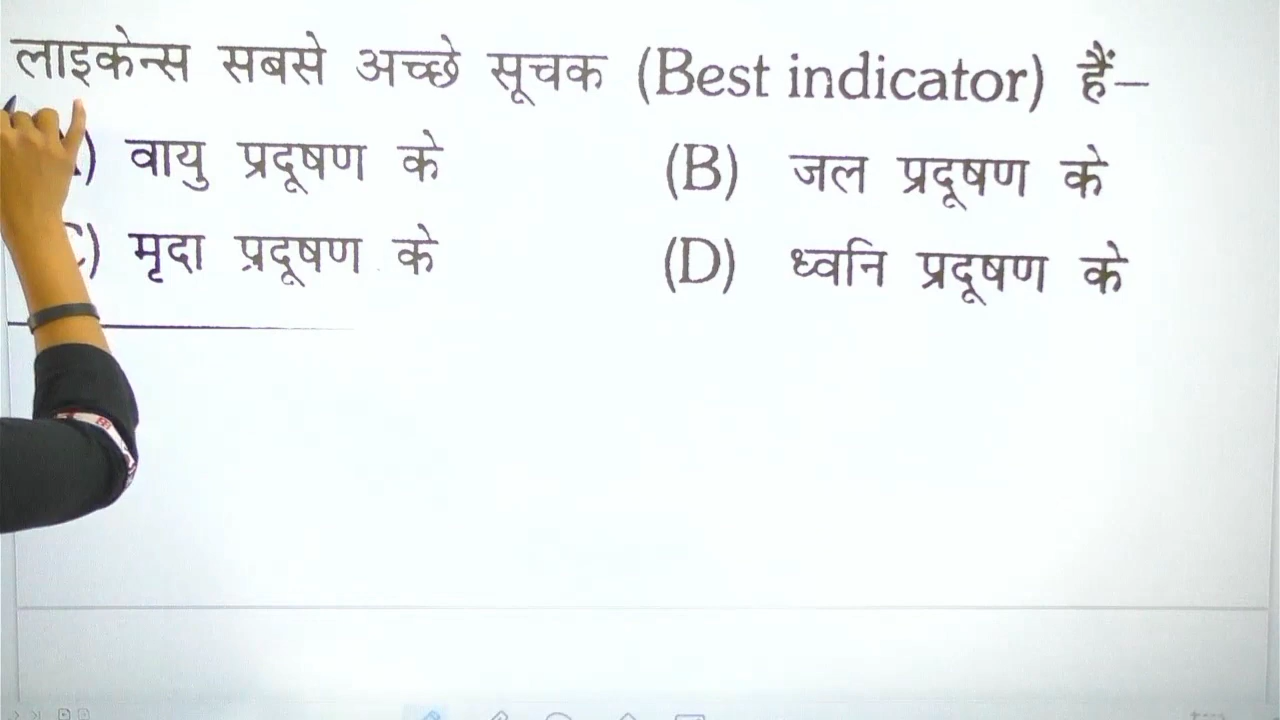 लाइकेन्स सबसे अच्छे सूचक (Best indicator) हैं–
) वायु प्रदूषण के (B) जल प्रदूषण के
) मृदा प्रदूषण के (D) ध्वनि प्रदूषण के